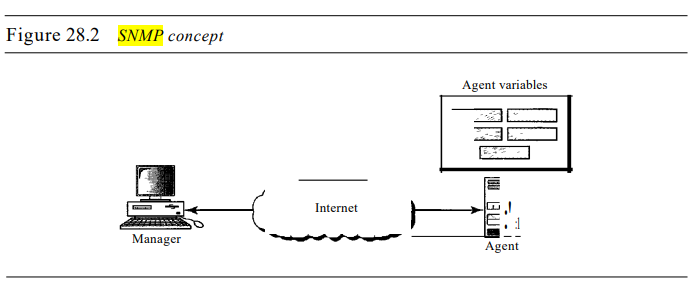 Figure 28.2 SNMP concept
Agent variables
Internet
Manager
Agent